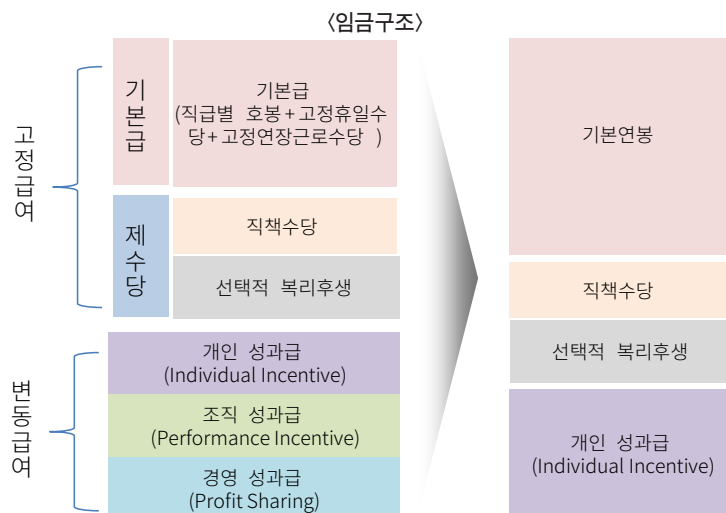 〈임금구조〉
고정급여
기본급
기본급
(직급별 호봉+고정휴일수
당+고정연장근로수당 )
제수당
직책수당
선택적 복리후생
변동급여
개인 성과급
(Individual Incentive)
조직 성과급
(Performance Incentive)
경영 성과급
(Profit Sharing)
기본연봉
직책수당
선택적 복리후생
개인 성과급
(Individual Incentive)